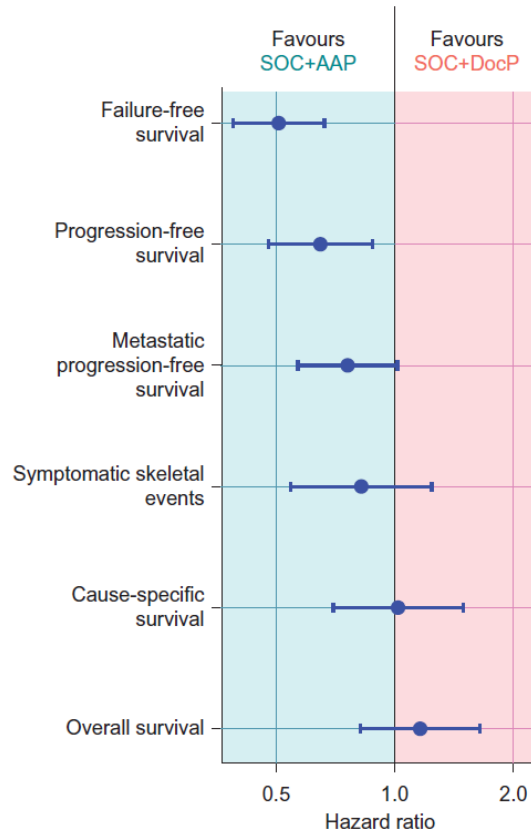 Favours
SOC+AAP
Favours
SOC+DocP
Failure-free
survival
Progression-free
survival
Metastatic
progression-free
survival
Symptomatic skeletal
events
Cause-specific
survival
Overall survival
0.5
1.0
2.0
Hazard ratio